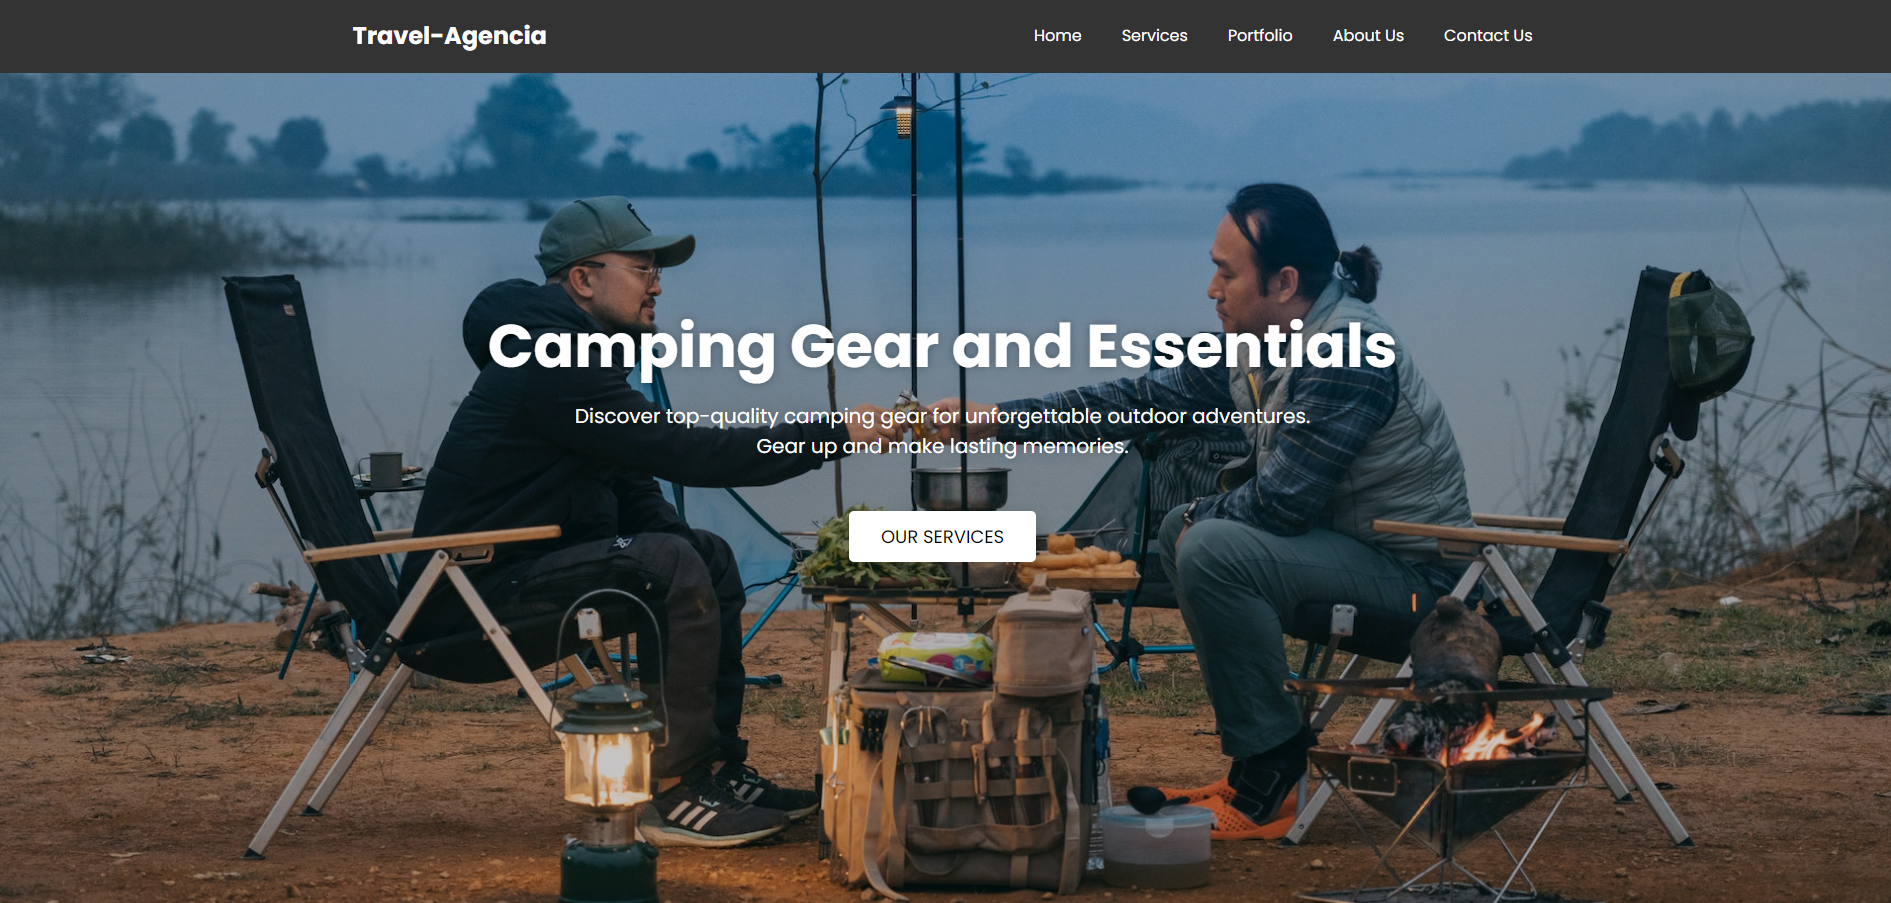 Travel-Agencia
Home
Services
Portfolio
About Us
Contact Us
Camping Gear and Essentials
Discover top-quality camping gear for unforgettable outdoor adventures.
Gear up and make lasting memories.
OUR SERVICES